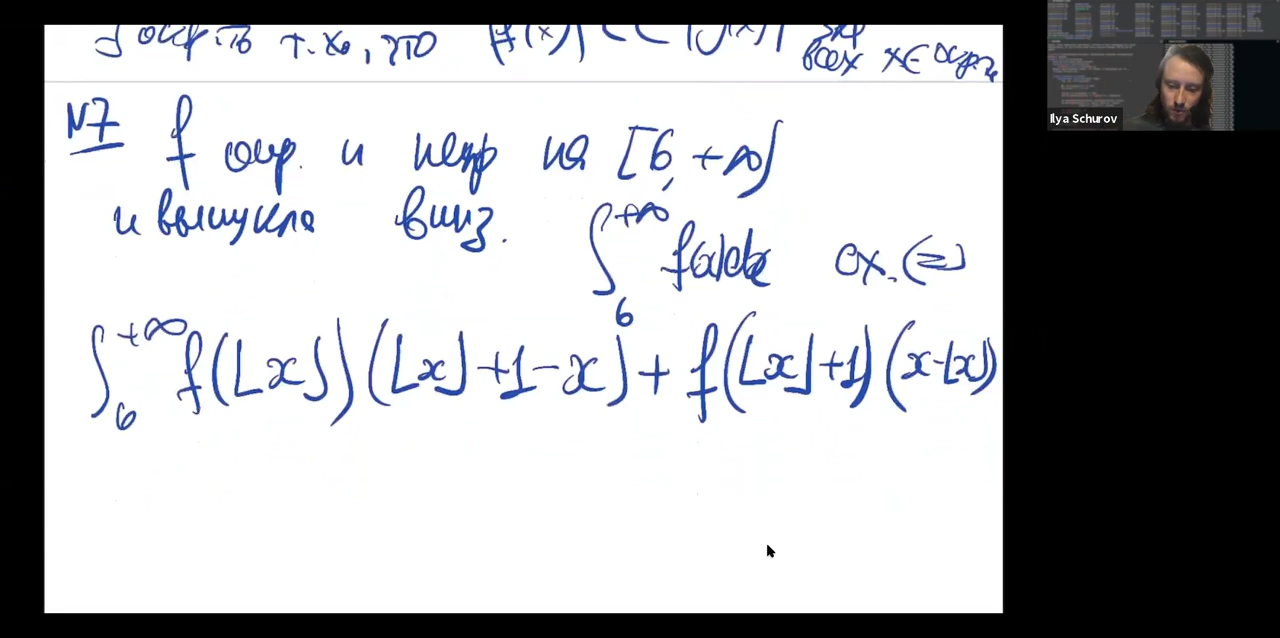 окр-ть т. x₀, что |f(x)| ≤ C|g(x)| для
всех x ∈ окр-ти
Ilya Schurov
N7 f опр. и непр на [6, +∞)
и выпукла вниз. ∫₆^{+∞} f(x)dx сх. (⇔)
∫₆^{+∞} f(⌊x⌋)(⌊x⌋+1-x) + f(⌊x⌋+1)(x-⌊x⌋)